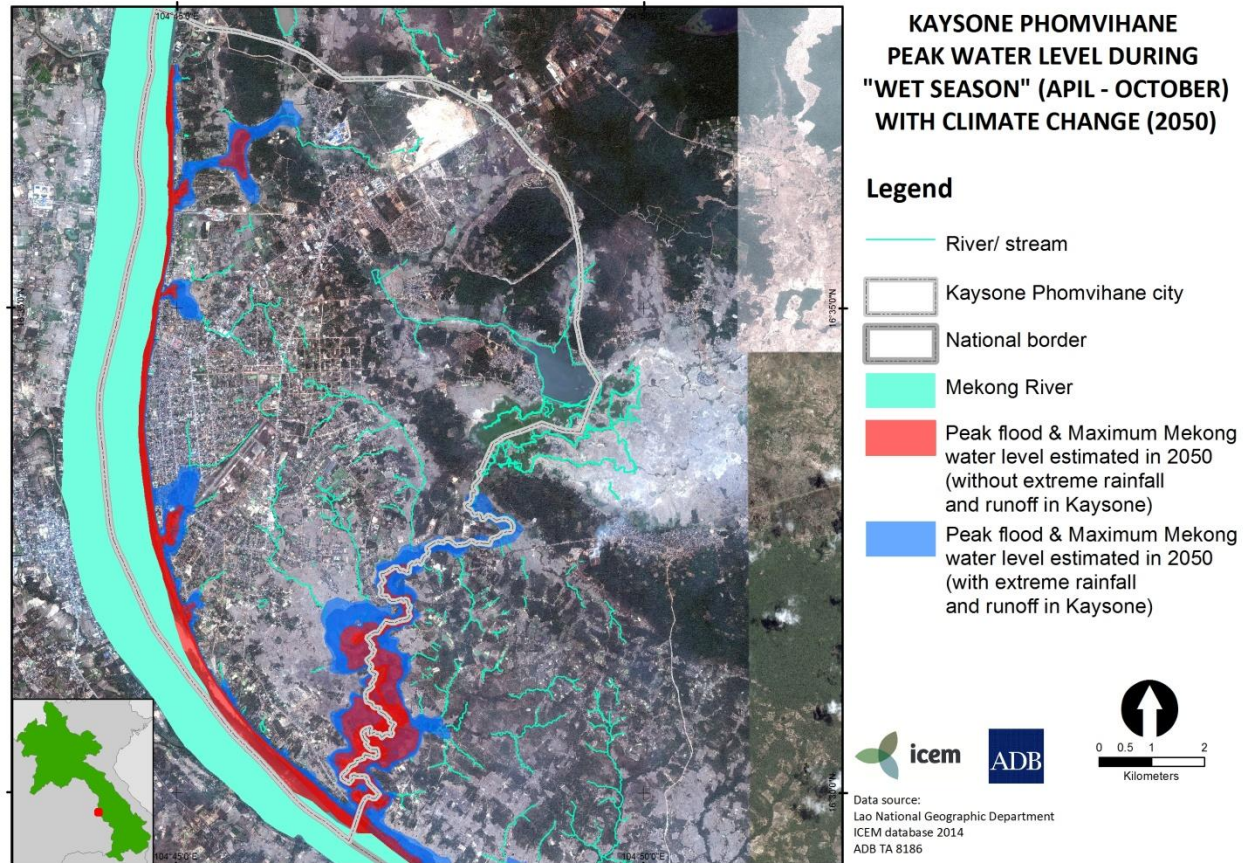 KAYSONE PHOMVIHANE
PEAK WATER LEVEL DURING
"WET SEASON" (APIL - OCTOBER)
WITH CLIMATE CHANGE (2050)
Legend
River/ stream
Kaysone Phomvihane city
National border
Mekong River
Peak flood & Maximum Mekong
water level estimated in 2050
(without extreme rainfall
and runoff in Kaysone)
Peak flood & Maximum Mekong
water level estimated in 2050
(with extreme rainfall
and runoff in Kaysone)
icem
ADB
0 0.5 1 2
Kilometers
Data source:
Lao National Geographic Department
ICEM database 2014
ADB TA 8186
104°45'0"E
16°35'0"N
104°45'0"E
104°50'0"E